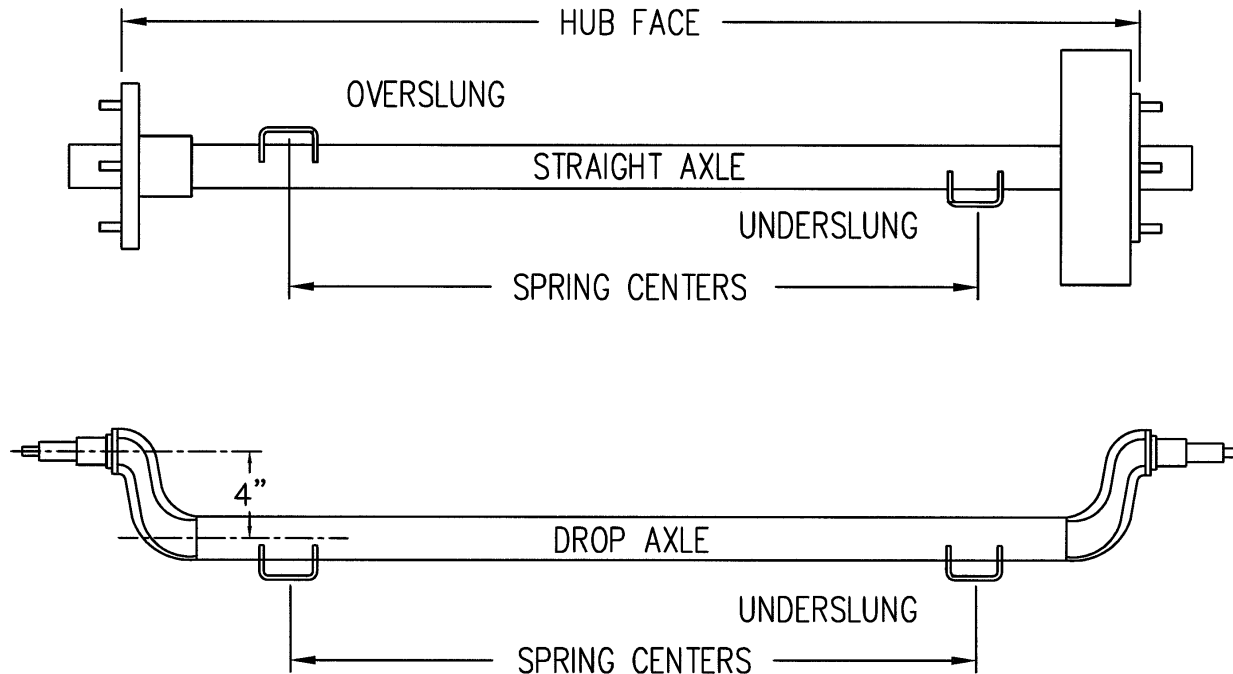 HUB FACE
OVERSLUNG
STRAIGHT AXLE
UNDERSLUNG
SPRING CENTERS
4”
DROP AXLE
UNDERSLUNG
SPRING CENTERS